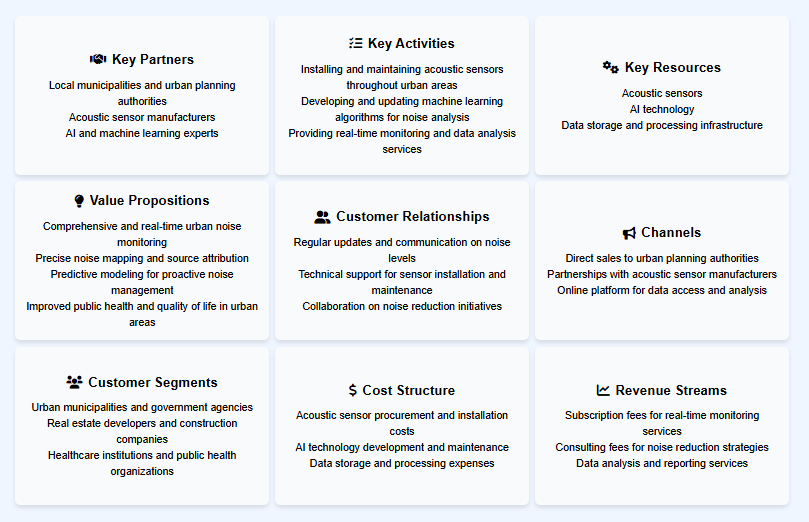 Key Partners
Local municipalities and urban planning
authorities
Acoustic sensor manufacturers
AI and machine learning experts
Key Activities
Installing and maintaining acoustic sensors
throughout urban areas
Developing and updating machine learning
algorithms for noise analysis
Providing real-time monitoring and data analysis
services
Key Resources
Acoustic sensors
AI technology
Data storage and processing infrastructure
Value Propositions
Comprehensive and real-time urban noise
monitoring
Precise noise mapping and source attribution
Predictive modeling for proactive noise
management
Improved public health and quality of life in urban
areas
Customer Relationships
Regular updates and communication on noise
levels
Technical support for sensor installation and
maintenance
Collaboration on noise reduction initiatives
Channels
Direct sales to urban planning authorities
Partnerships with acoustic sensor manufacturers
Online platform for data access and analysis
Customer Segments
Urban municipalities and government agencies
Real estate developers and construction
companies
Healthcare institutions and public health
organizations
$ Cost Structure
Acoustic sensor procurement and installation
costs
AI technology development and maintenance
Data storage and processing expenses
Revenue Streams
Subscription fees for real-time monitoring
services
Consulting fees for noise reduction strategies
Data analysis and reporting services